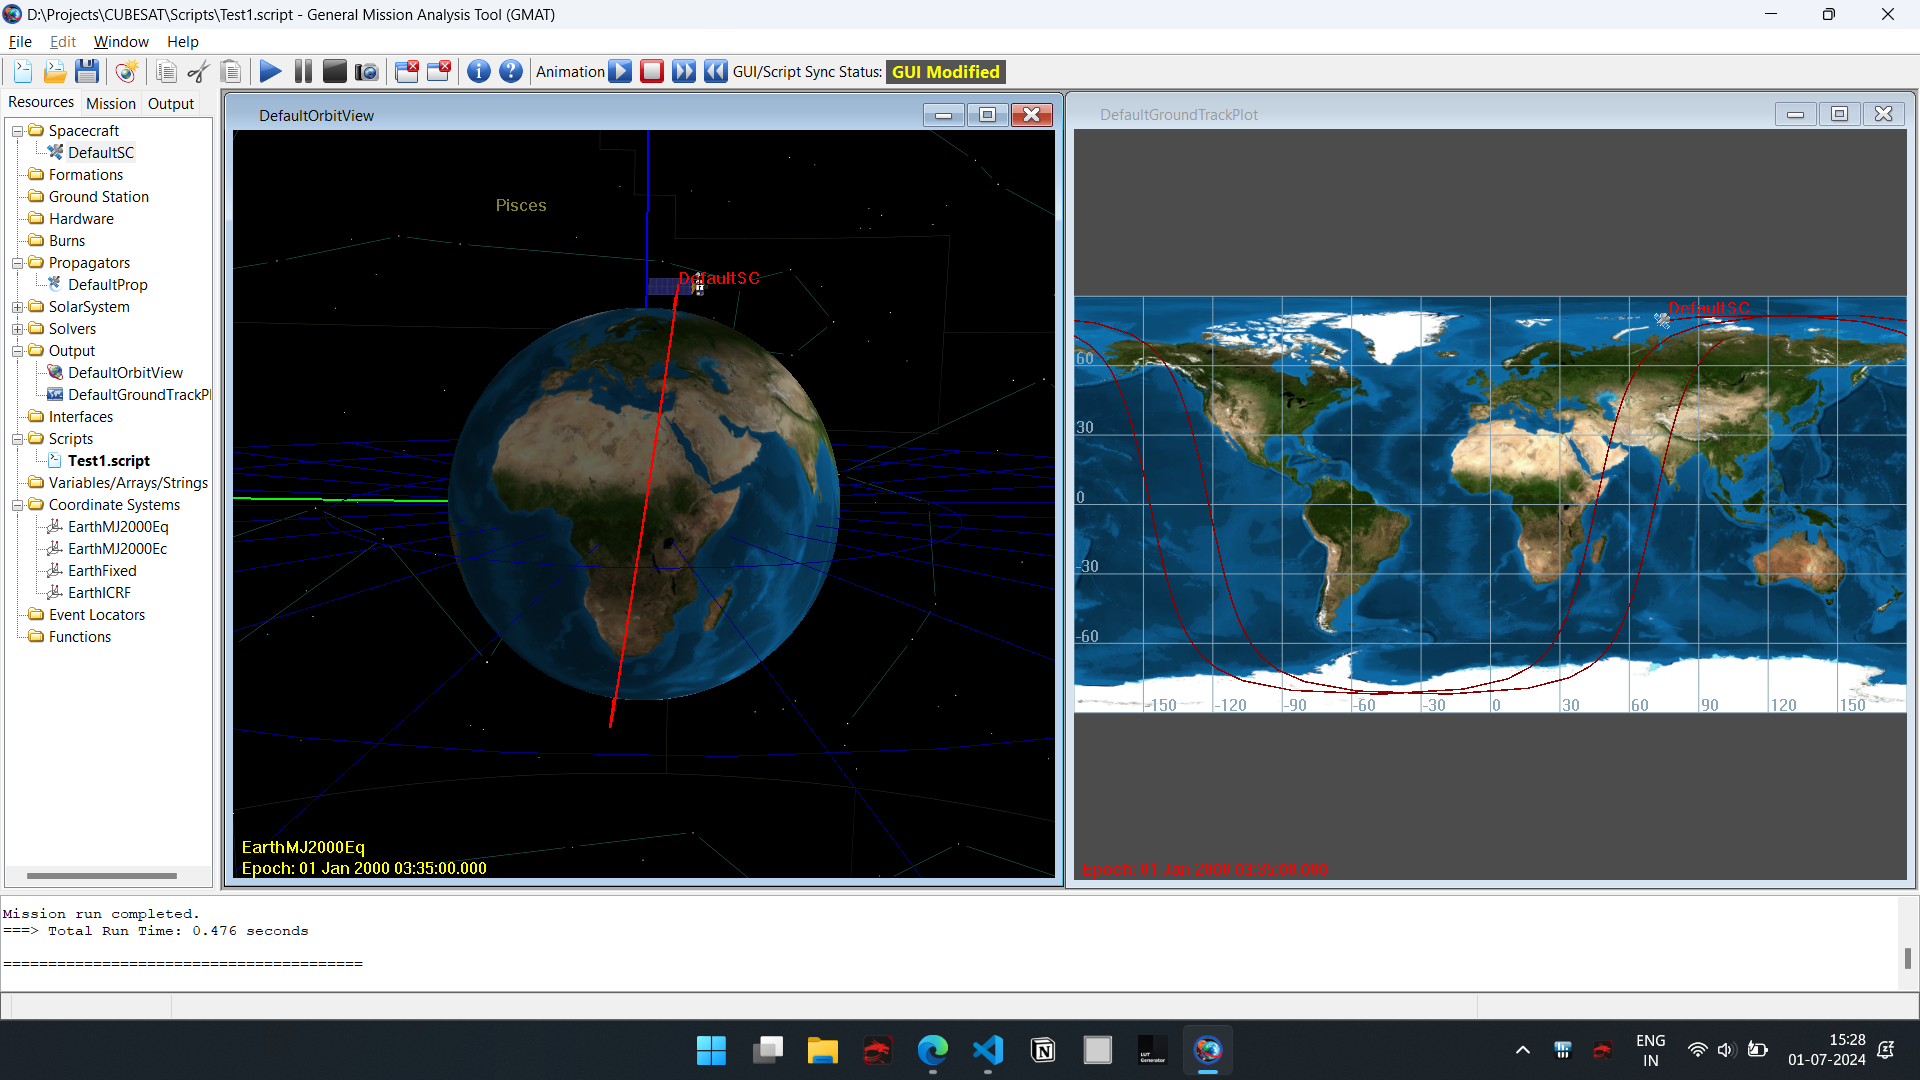 D:\Projects\CUBESAT\Scripts\Test1.script - General Mission Analysis Tool (GMAT)
File Edit Window Help
Animation GUI/Script Sync Status: GUI Modified
Resources Mission Output
Spacecraft
DefaultSC
Formations
Ground Station
Hardware
Burns
Propagators
DefaultProp
SolarSystem
Solvers
Output
DefaultOrbitView
DefaultGroundTrackPl
Interfaces
Scripts
Test1.script
Variables/Arrays/Strings
Coordinate Systems
EarthMJ2000Eq
EarthMJ2000Ec
EarthFixed
EarthICRF
Event Locators
Functions
DefaultOrbitView
Pisces
DefaultSC
EarthMJ2000Eq
Epoch: 01 Jan 2000 03:35:00.000
DefaultGroundTrackPlot
DefaultSC
60
30
0
-30
-60
-150 -120 -90 -60 -30 0 30 60 90 120 150
Epoch: 01 Jan 2000 03:35:00.000
Mission run completed.
===> Total Run Time: 0.476 seconds
========================================
LUT
Generator
ENG
IN
15:28
01-07-2024